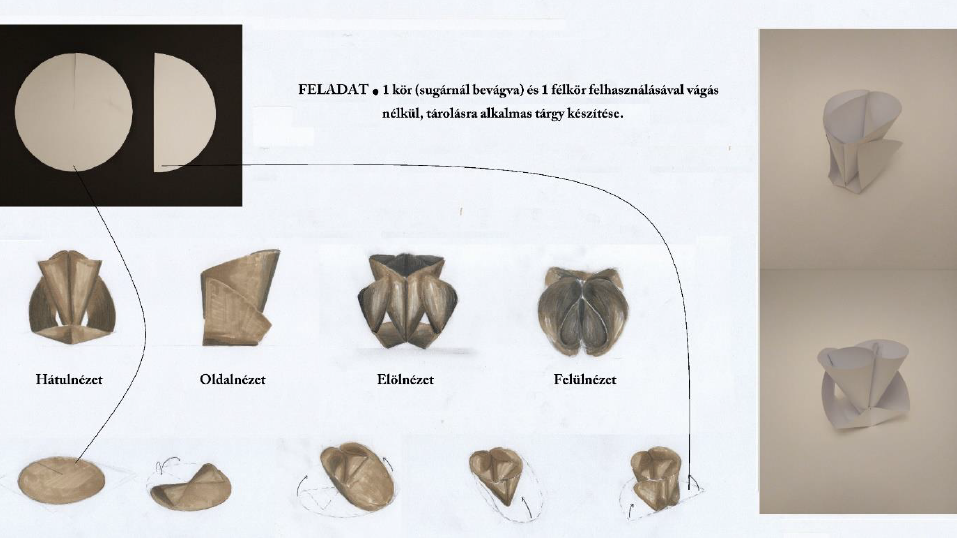 FELADAT • 1 kör (sugárnál bevágva) és 1 félkör felhasználásával vágás
nélkül, tárolásra alkalmas tárgy készítése.
Hátulnézet
Oldalnézet
Elölnézet
Felülnézet